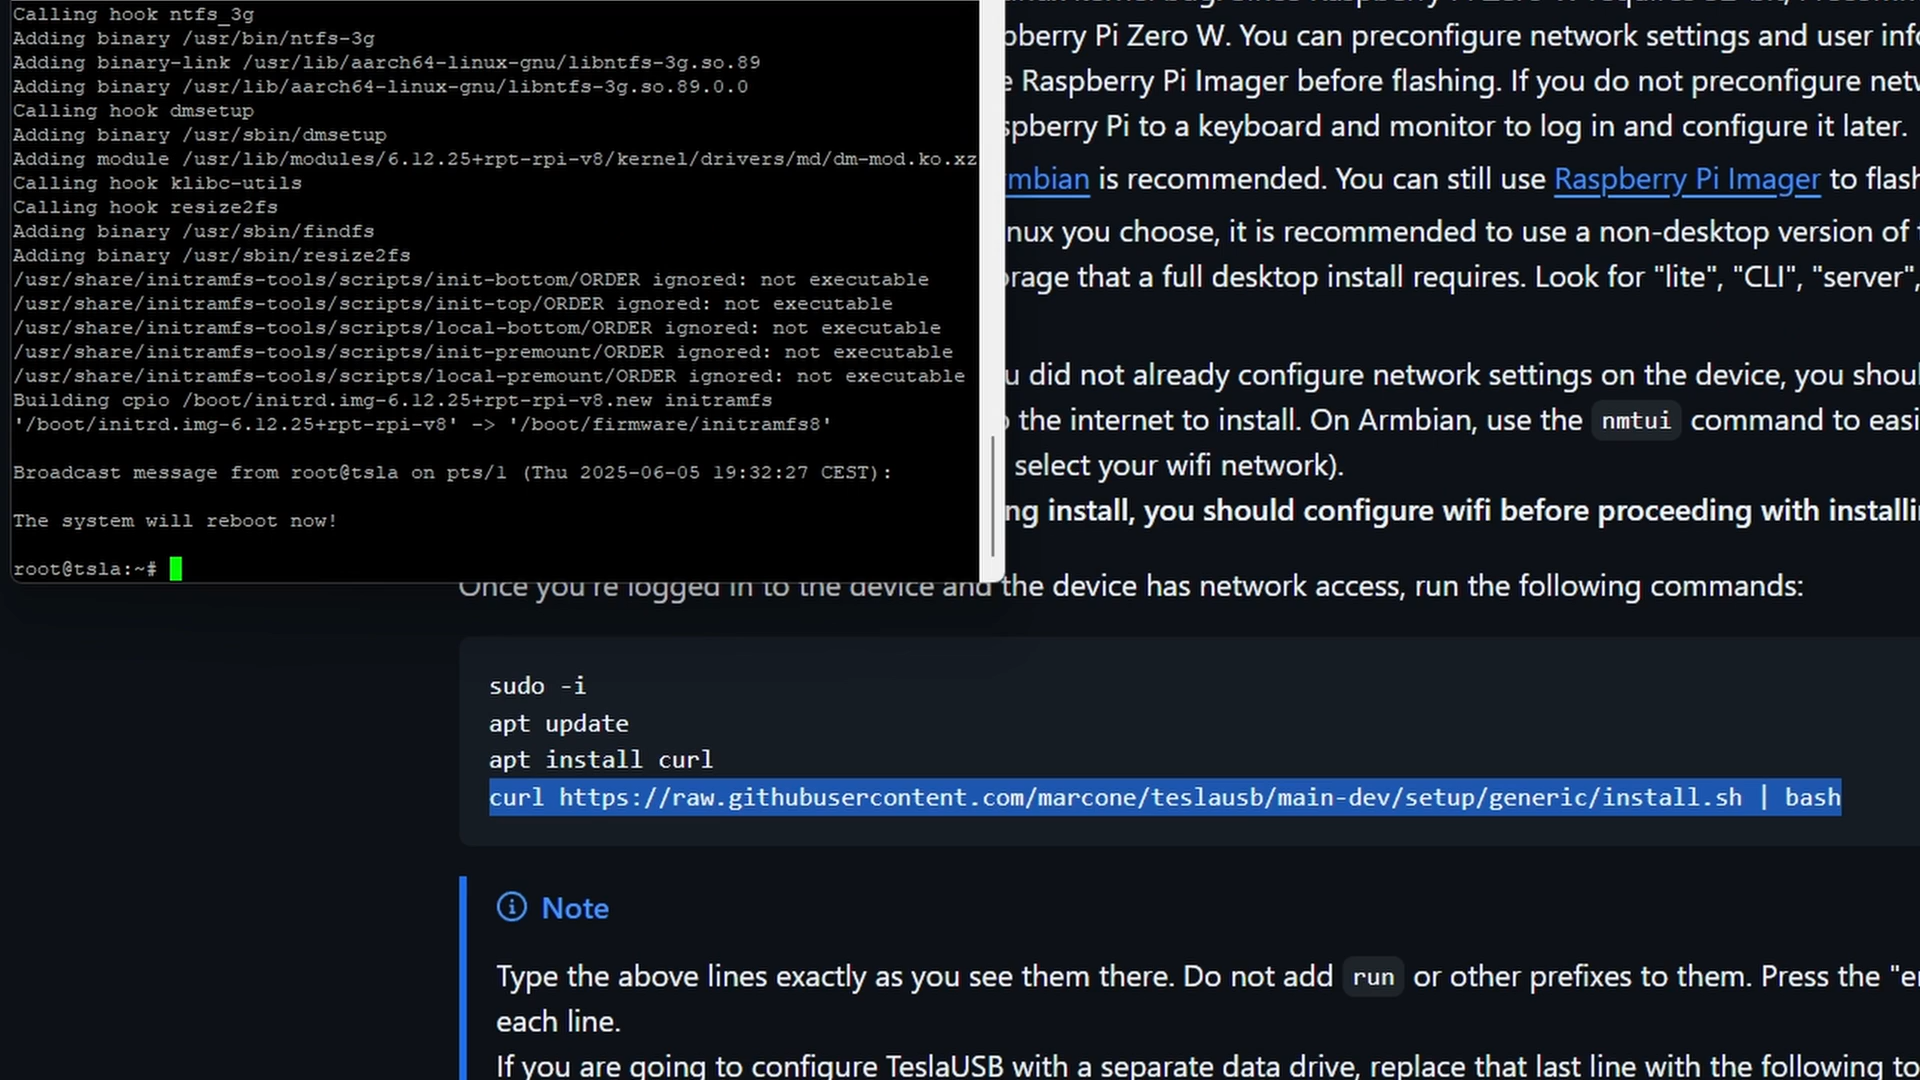 Calling hook ntfs_3g
Adding binary /usr/bin/ntfs-3g
Adding binary-link /usr/lib/aarch64-linux-gnu/libntfs-3g.so.89
Adding binary /usr/lib/aarch64-linux-gnu/libntfs-3g.so.89.0.0
Calling hook dmsetup
Adding binary /usr/sbin/dmsetup
Adding module /usr/lib/modules/6.12.25+rpt-rpi-v8/kernel/drivers/md/dm-mod.ko.xz
Calling hook klibc-utils
Calling hook resize2fs
Adding binary /usr/sbin/findfs
Adding binary /usr/sbin/resize2fs
/usr/share/initramfs-tools/scripts/init-bottom/ORDER ignored: not executable
/usr/share/initramfs-tools/scripts/init-top/ORDER ignored: not executable
/usr/share/initramfs-tools/scripts/local-bottom/ORDER ignored: not executable
/usr/share/initramfs-tools/scripts/init-premount/ORDER ignored: not executable
/usr/share/initramfs-tools/scripts/local-premount/ORDER ignored: not executable
Building cpio /boot/initrd.img-6.12.25+rpt-rpi-v8.new initramfs
'/boot/initrd.img-6.12.25+rpt-rpi-v8' -> '/boot/firmware/initramfs8'
Broadcast message from root@tsla on pts/1 (Thu 2025-06-05 19:32:27 CEST):
The system will reboot now!
root@tsla:~#
pberry Pi Zero W. You can preconfigure network settings and user info
e Raspberry Pi Imager before flashing. If you do not preconfigure netw
spberry Pi to a keyboard and monitor to log in and configure it later.
rmbian is recommended. You can still use Raspberry Pi Imager to flash
nux you choose, it is recommended to use a non-desktop version of
orage that a full desktop install requires. Look for "lite", "CLI", "server",
u did not already configure network settings on the device, you shoul
o the internet to install. On Armbian, use the nmtui command to easi
select your wifi network).
ng install, you should configure wifi before proceeding with installi
Once you're logged in to the device and the device has network access, run the following commands:
sudo -i
apt update
apt install curl
curl https://raw.githubusercontent.com/marcone/teslausb/main-dev/setup/generic/install.sh | bash
Note
Type the above lines exactly as you see them there. Do not add run or other prefixes to them. Press the "en
each line.
If you are going to configure TeslaUSB with a separate data drive, replace that last line with the following to